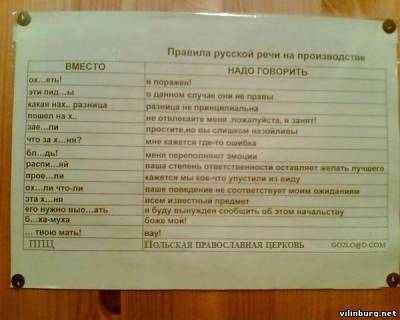 Правила русской речи на производстве
ВМЕСТО НАДО ГОВОРИТЬ
ох...еть! я поражен!
эти пид...ы в данном случае они не правы
какая нах.. разница разница не принципиальна
пошел на х.. не отвлекайте меня ,пожалуйста, я занят!
зае...ли простите,но вы слишком назойливы
что за х...ня? мне кажется где-то ошибка
бл...дь! меня переполняют эмоции
распи...яй ваша степень ответственности оставляет желать лучшего
прое...ли кажется мы кое-что упустили из виду
ох...ли что-ли ваше поведение не соответствует моим ожиданиям
эта х...ня всем известный предмет
его нужно вые...ать я буду вынужден сообщить об этом начальству
б...ха-муха боже мой!
... твою мать! вау!
ППЦ Польская православная церковь GOZLO@O.COM
vilinburg.net